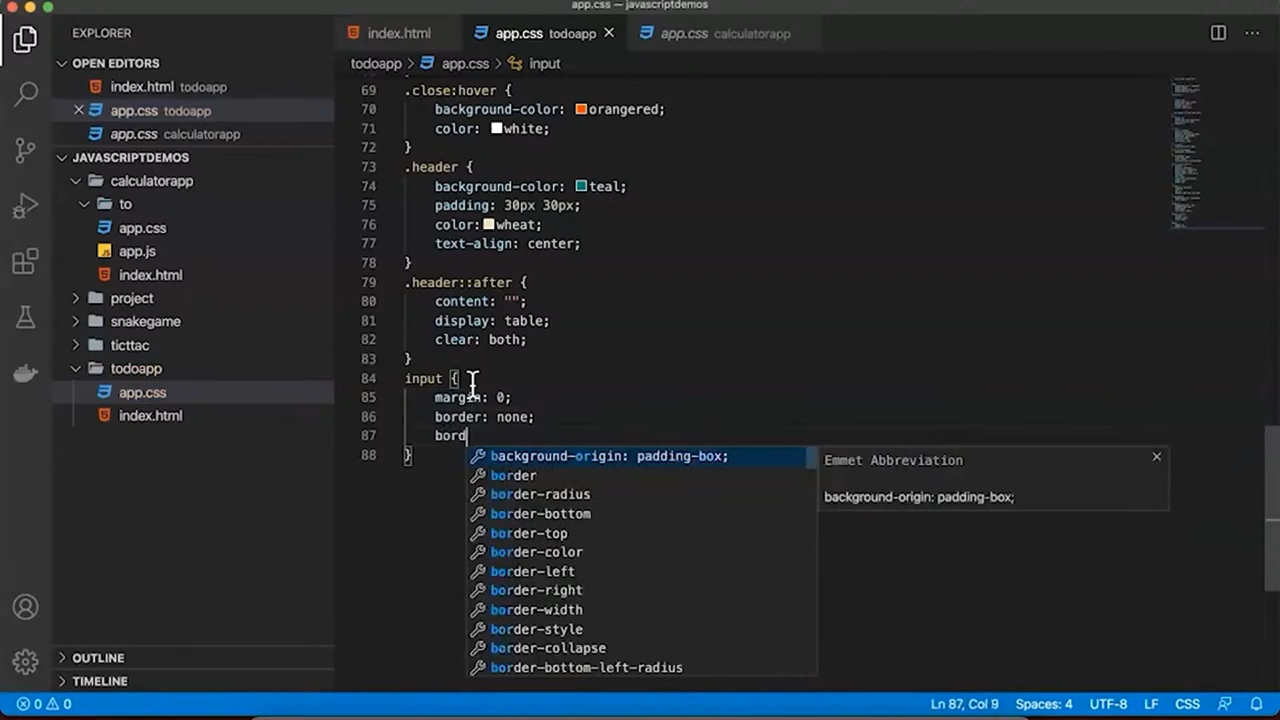 app.css — javascriptdemos
EXPLORER
index.html
app.css todoapp
app.css calculatorapp
OPEN EDITORS
index.html todoapp
app.css todoapp
app.css calculatorapp
JAVASCRIPTDEMOS
calculatorapp
to
app.css
app.js
index.html
project
snakegame
ticttac
todoapp
app.css
index.html
OUTLINE
TIMELINE
todoapp > app.css > input
69 .close:hover {
70 background-color: orangered;
71 color: white;
72 }
73 .header {
74 background-color: teal;
75 padding: 30px 30px;
76 color: wheat;
77 text-align: center;
78 }
79 .header::after {
80 content: "";
81 display: table;
82 clear: both;
83 }
84 input {
85 margin: 0;
86 border: none;
87 bord
88 }
background-origin: padding-box;
border
border-radius
border-bottom
border-top
border-color
border-left
border-right
border-width
border-style
border-collapse
border-bottom-left-radius
Emmet Abbreviation
background-origin: padding-box;
0 0
Ln 87, Col 9
Spaces: 4
UTF-8
LF
CSS